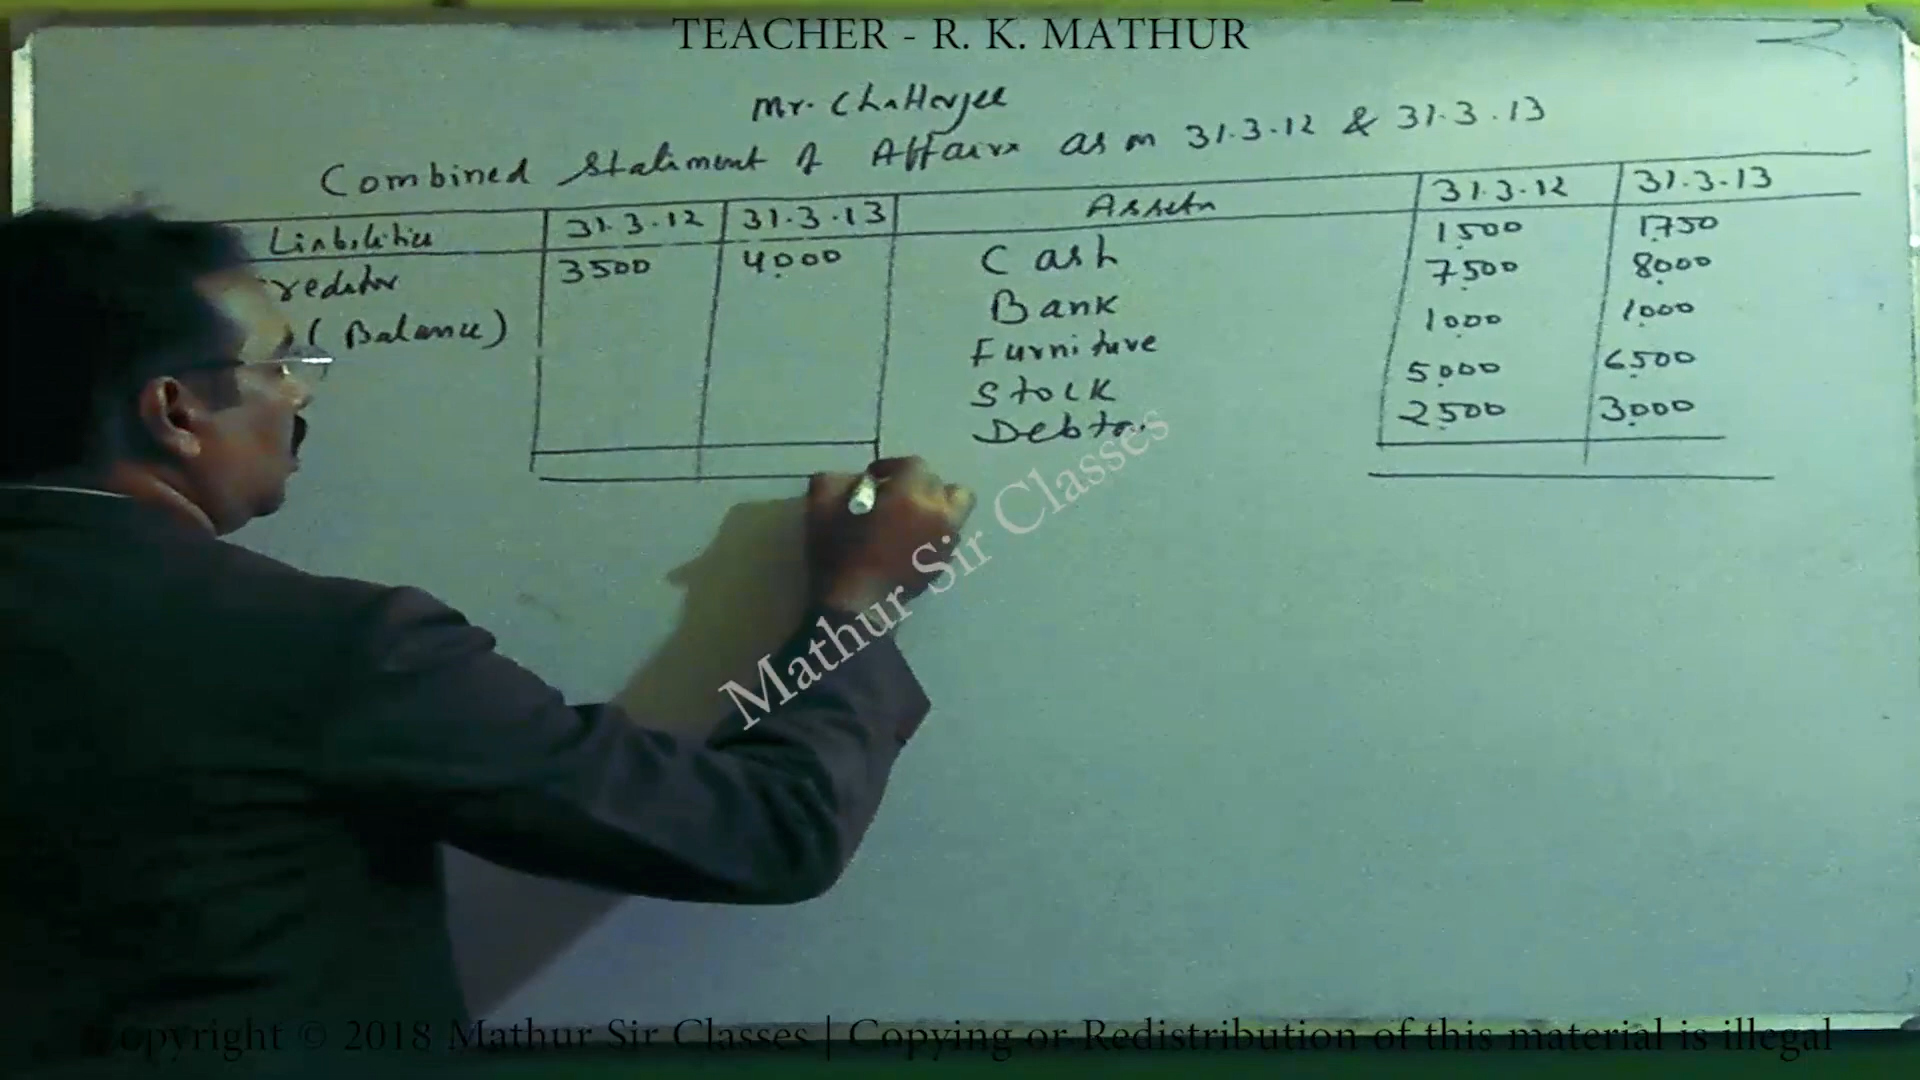 TEACHER - R. K. MATHUR
Mr. Chatterjee
Combined Statement of Affairs as on 31.3.12 & 31.3.13
Liabilities 31.3.12 31.3.13 Assets 31.3.12 31.3.13
reditor 3500 4000 Cash 1500 1750
(Balance) Bank 7500 8000
Furniture 1000 1000
Stock 5000 6500
Debtor 2500 3000
Mathur Sir Classes
opyright © 2018 Mathur Sir Classes | Copying or Redistribution of this material is illegal